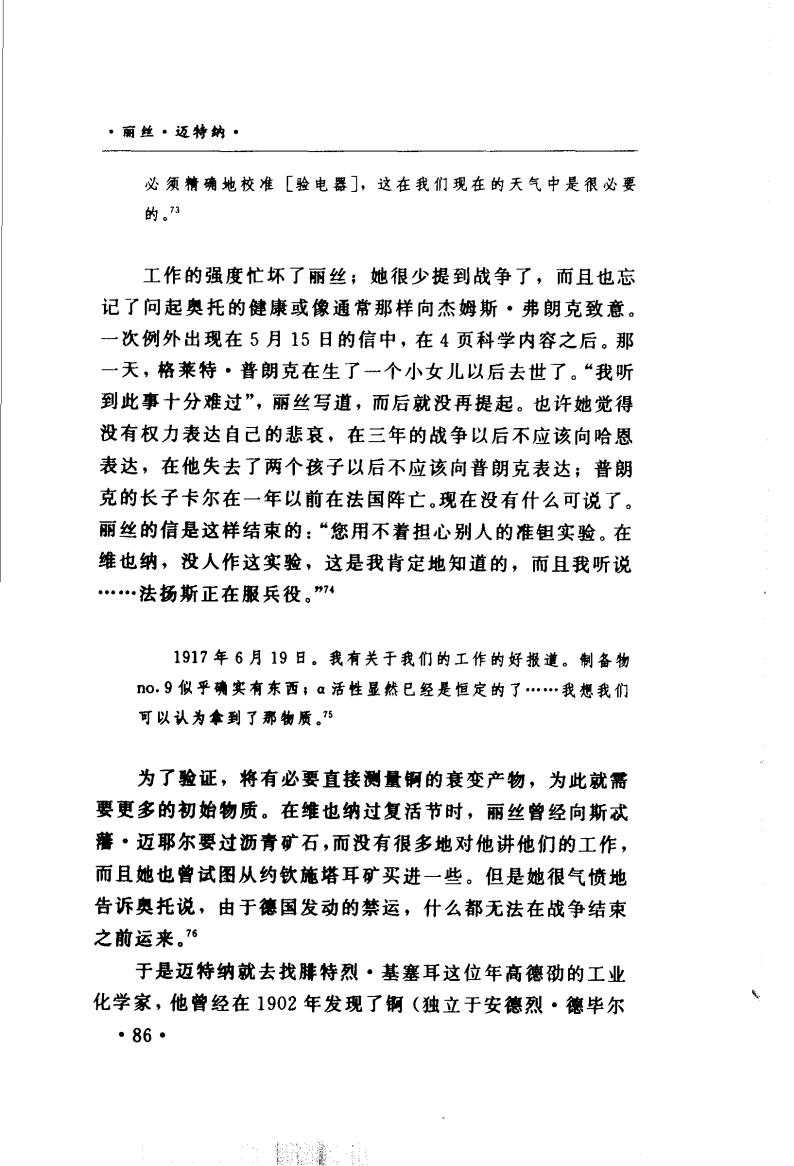 ·丽丝·迈特纳·
必须精确地校准［验电器］，这在我们现在的天气中是很必要
的。73
工作的强度忙坏了丽丝；她很少提到战争了，而且也忘
记了问起奥托的健康或像通常那样向杰姆斯·弗朗克致意。
一次例外出现在5月15日的信中，在4页科学内容之后。那
一天，格莱特·普朗克在生了一个小女儿以后去世了。“我听
到此事十分难过”，丽丝写道，而后就没再提起。也许她觉得
没有权力表达自己的悲哀，在三年的战争以后不应该向哈恩
表达，在他失去了两个孩子以后不应该向普朗克表达；普朗
克的长子卡尔在一年以前在法国阵亡。现在没有什么可说了。
丽丝的信是这样结束的：“您用不着担心别人的准钽实验。在
维也纳，没人作这实验，这是我肯定地知道的，而且我听说
……法扬斯正在服兵役。”74
1917年6月19日。我有关于我们的工作的好报道。制备物
no.9似乎确实有东西；α活性显然已经是恒定的了……我想我们
可以认为拿到了那物质。75
为了验证，将有必要直接测量锕的衰变产物，为此就需
要更多的初始物质。在维也纳过复活节时，丽丝曾经向斯忒
藩·迈耶尔要过沥青矿石，而没有很多地对他讲他们的工作，
而且她也曾试图从约钦施塔耳矿买进一些。但是她很气愤地
告诉奥托说，由于德国发动的禁运，什么都无法在战争结束
之前运来。76
于是迈特纳就去找腓特烈·基塞耳这位年高德劭的工业
化学家，他曾经在1902年发现了锕（独立于安德烈·德毕尔
·86·